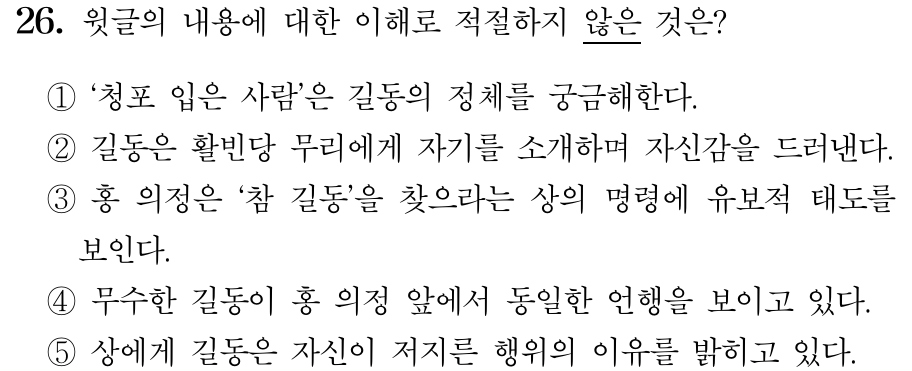 26. 윗글의 내용에 대한 이해로 적절하지 않은 것은?
① ‘청포 입은 사람’은 길동의 정체를 궁금해한다.
② 길동은 활빈당 무리에게 자기를 소개하며 자신감을 드러낸다.
③ 홍 의정은 ‘참 길동’을 찾으라는 상의 명령에 유보적 태도를
보인다.
④ 무수한 길동이 홍 의정 앞에서 동일한 언행을 보이고 있다.
⑤ 상에게 길동은 자신이 저지른 행위의 이유를 밝히고 있다.